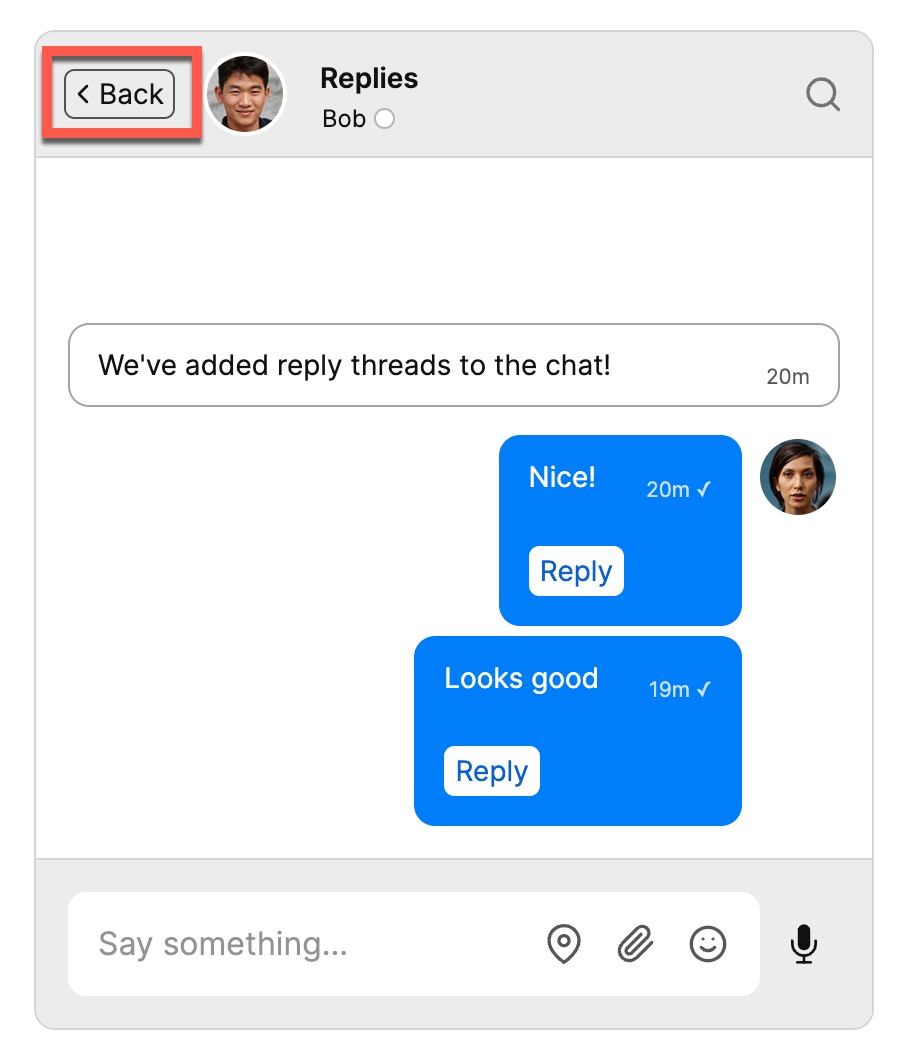 Back
Replies
Bob
We've added reply threads to the chat!
20m
Nice!
20m ✓
Reply
Looks good
19m ✓
Reply
Say something...